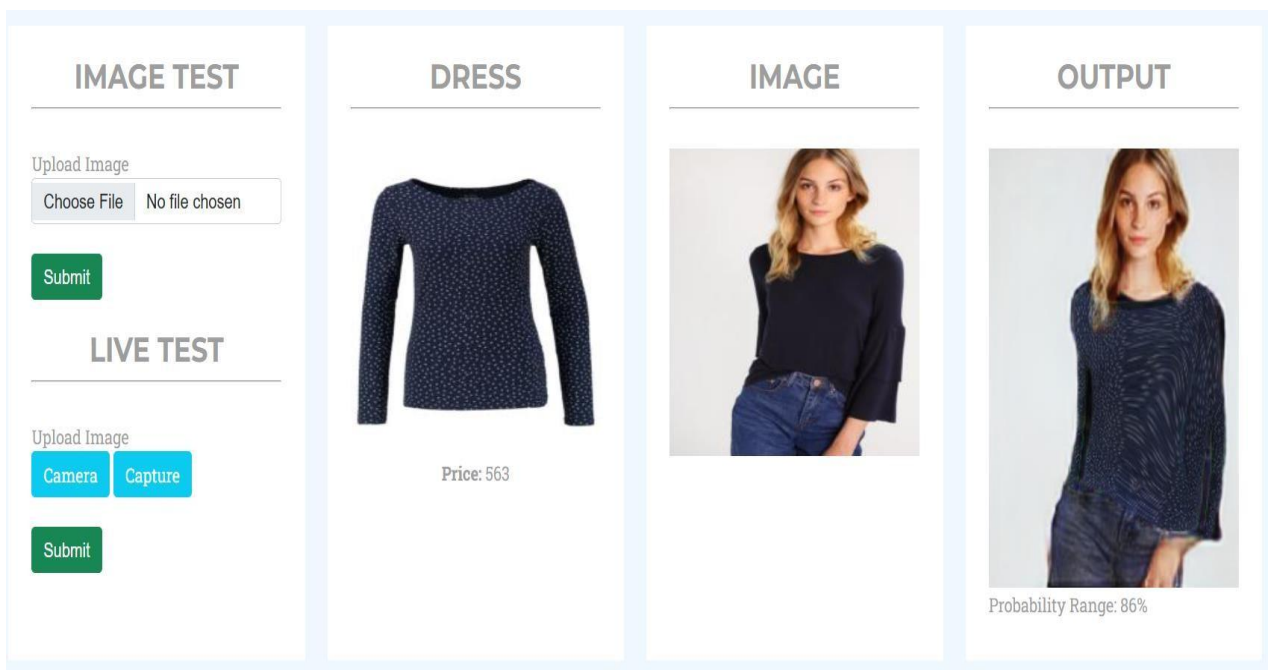 IMAGE TEST
Upload Image
Choose File No file chosen
Submit
LIVE TEST
Upload Image
Camera Capture
Submit
DRESS
Price: 563
IMAGE
OUTPUT
Probability Range: 86%